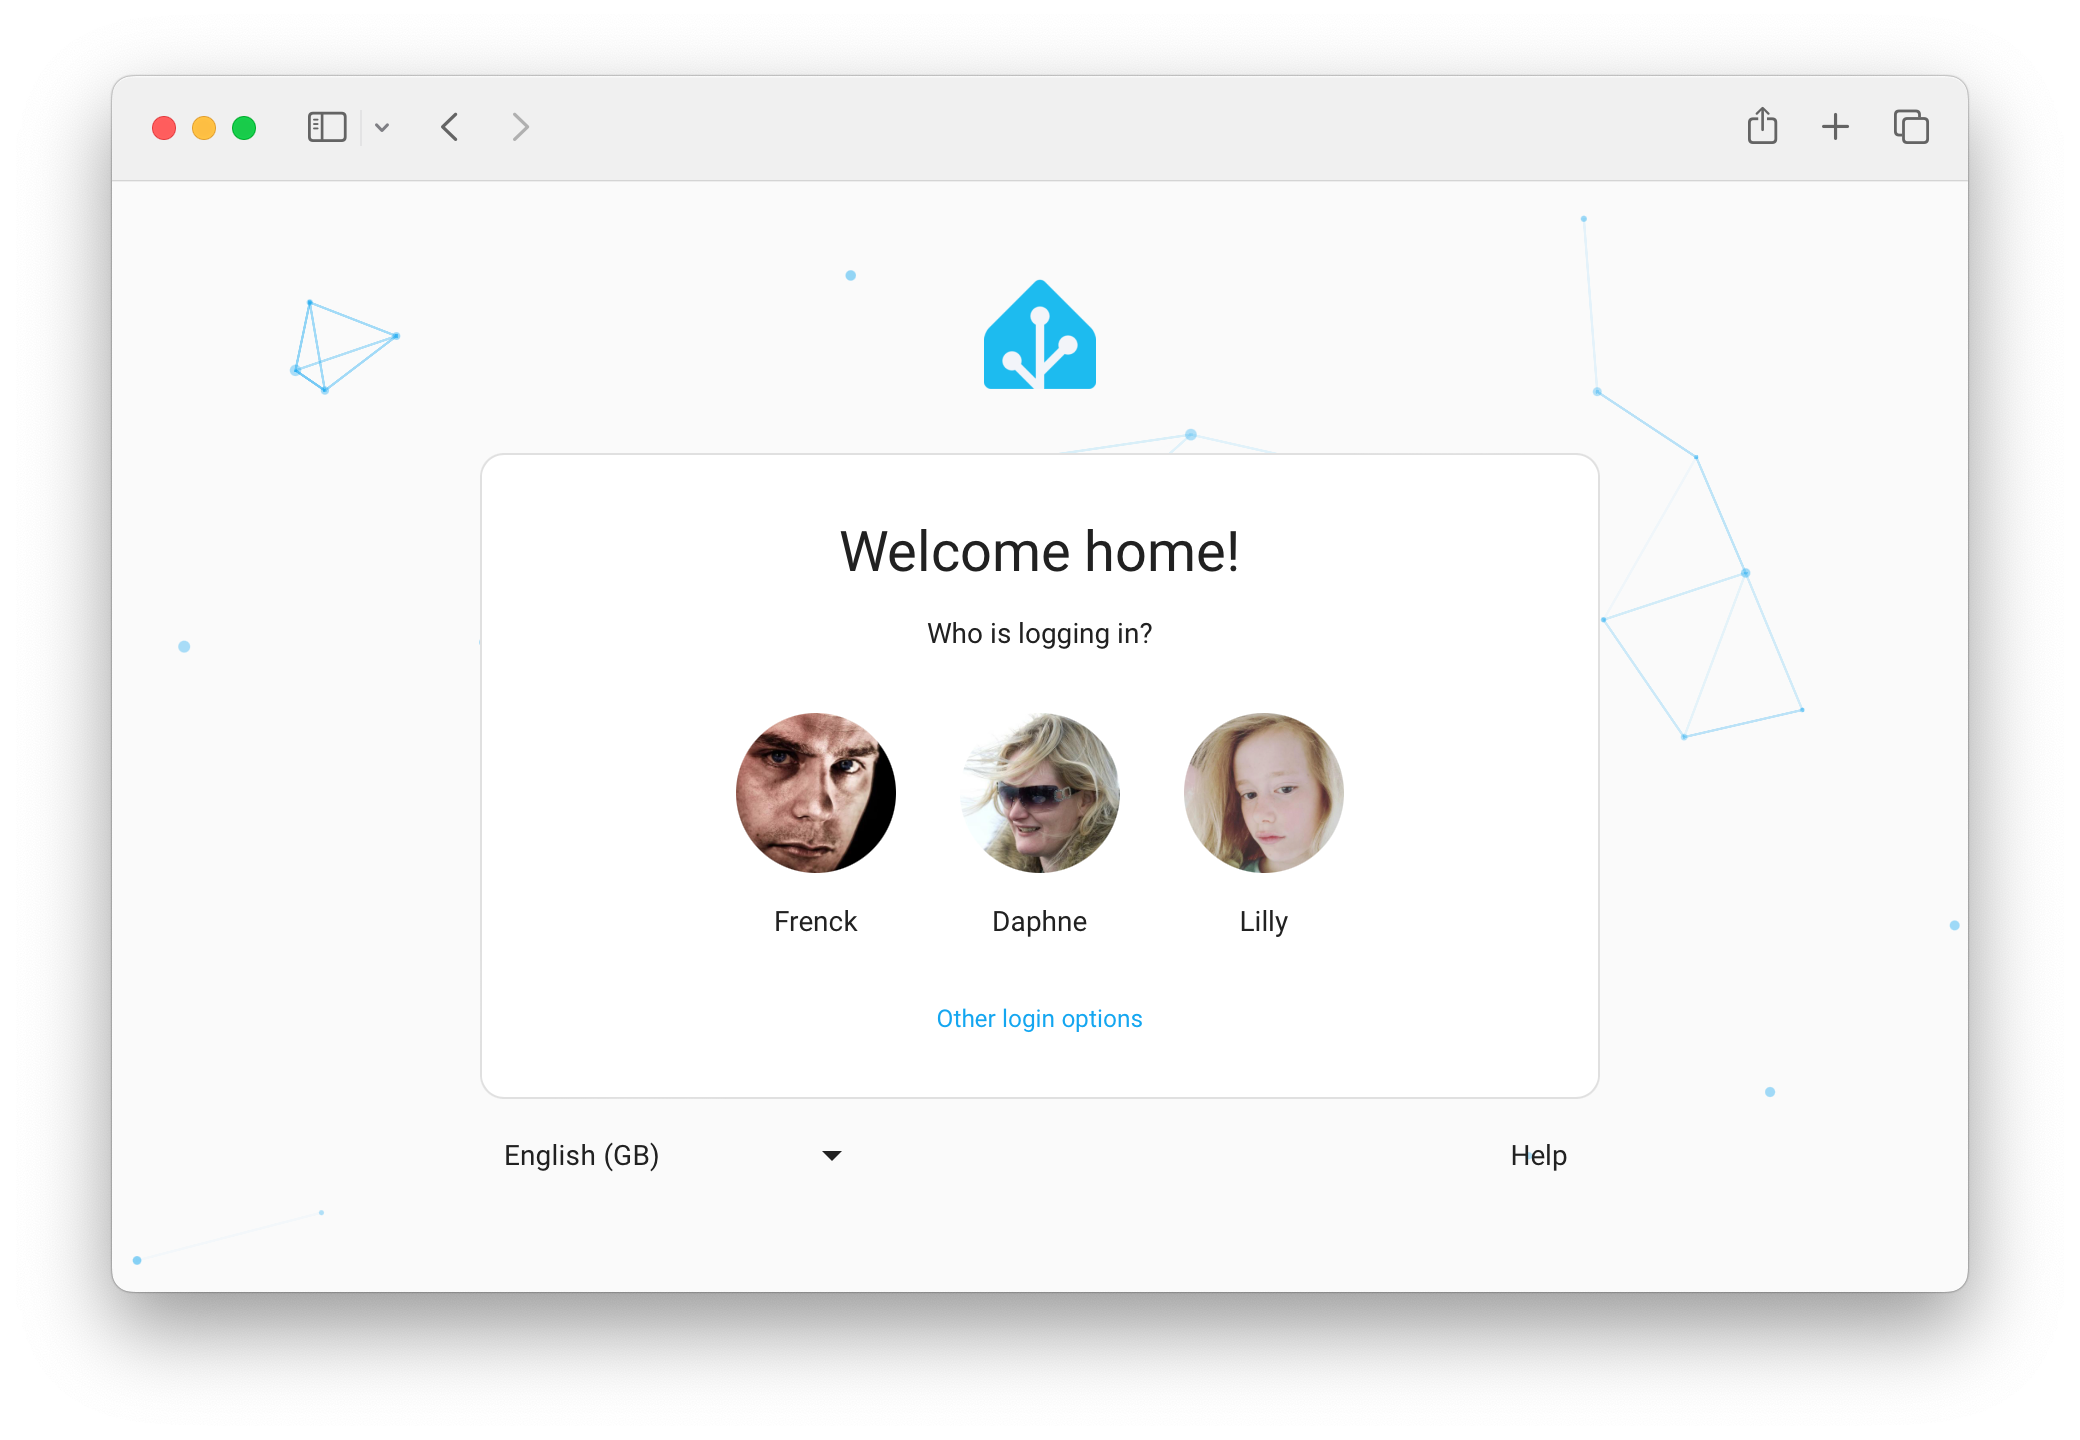 Welcome home!
Who is logging in?
Frenck
Daphne
Lilly
Other login options
English (GB)
Help